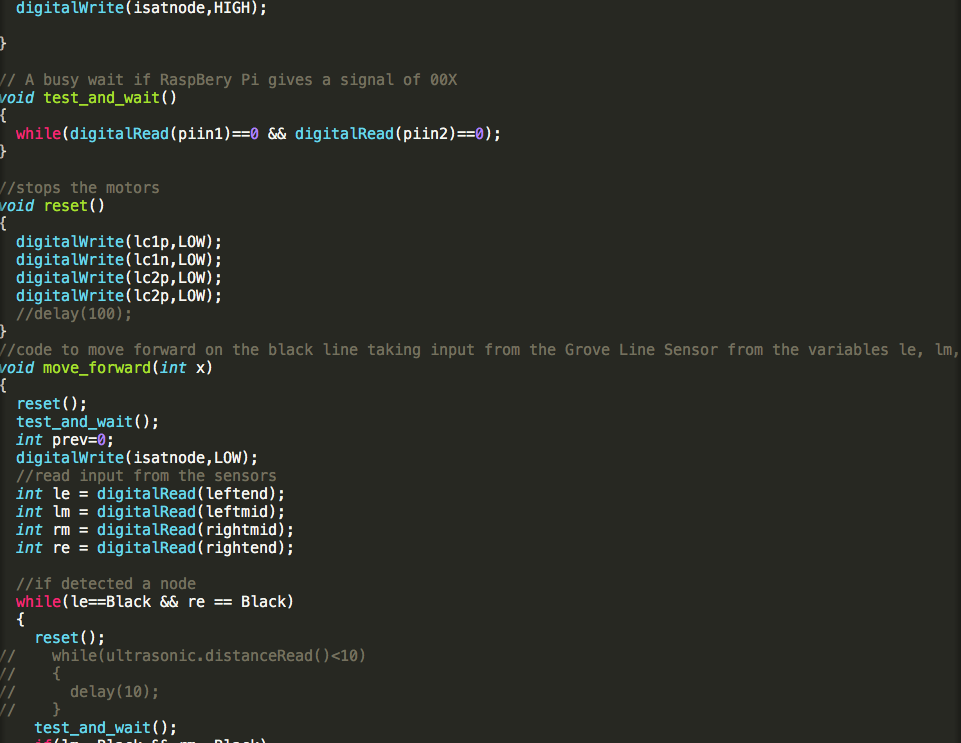 digitalWrite(isatnode,HIGH);
}
// A busy wait if RaspBery Pi gives a signal of 00X
void test_and_wait()
{
while(digitalRead(piin1)==0 && digitalRead(piin2)==0);
}
//stops the motors
void reset()
{
digitalWrite(lc1p,LOW);
digitalWrite(lc1n,LOW);
digitalWrite(lc2p,LOW);
digitalWrite(lc2p,LOW);
//delay(100);
}
//code to move forward on the black line taking input from the Grove Line Sensor from the variables le, lm,
void move_forward(int x)
{
reset();
test_and_wait();
int prev=0;
digitalWrite(isatnode,LOW);
//read input from the sensors
int le = digitalRead(leftend);
int lm = digitalRead(leftmid);
int rm = digitalRead(rightmid);
int re = digitalRead(rightend);
//if detected a node
while(le==Black && re == Black)
{
reset();
// while(ultrasonic.distanceRead()<10)
// {
// delay(10);
// }
test_and_wait();